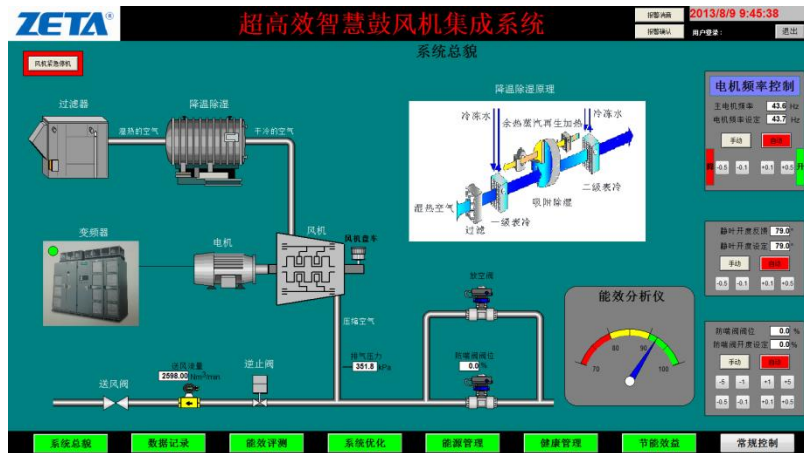 ZETA®
超高效智慧鼓风机集成系统
报警消音
报警确认
2013/8/9 9:45:38
用户登录:
退出
系统总貌
风机紧急停机
过滤器
降温除湿
湿热的空气
干冷的空气
降温除湿原理
冷冻水
冷冻水
余热蒸汽再生加热
二级表冷
吸附除湿
湿热空气
一级表冷
过滤
变频器
电机
风机
风机盘车
压缩空气
放空阀
排气压力
351.8 kPa
防喘阀阀位
0.0 %
送风流量
2598.00 Nm³/min
逆止阀
送风阀
能效分析仪
70
80
90
100
电机频率控制
主电机频率 43.6 Hz
电机频率设定 43.7 Hz
手动
自动
-0.5 -0.1 +0.1 +0.5 开
静叶开度反馈 79.0°
静叶开度设定 79.0°
手动
自动
-0.5 -0.1 +0.1 +0.5
防喘阀阀位 0.0 %
防喘阀开度设定 0.0 %
手动
自动
-5 -1 +1 +5
-0.5 -0.1 +0.1 +0.5
系统总貌 数据记录 能效评测 系统优化 能源管理 健康管理 节能效益 常规控制